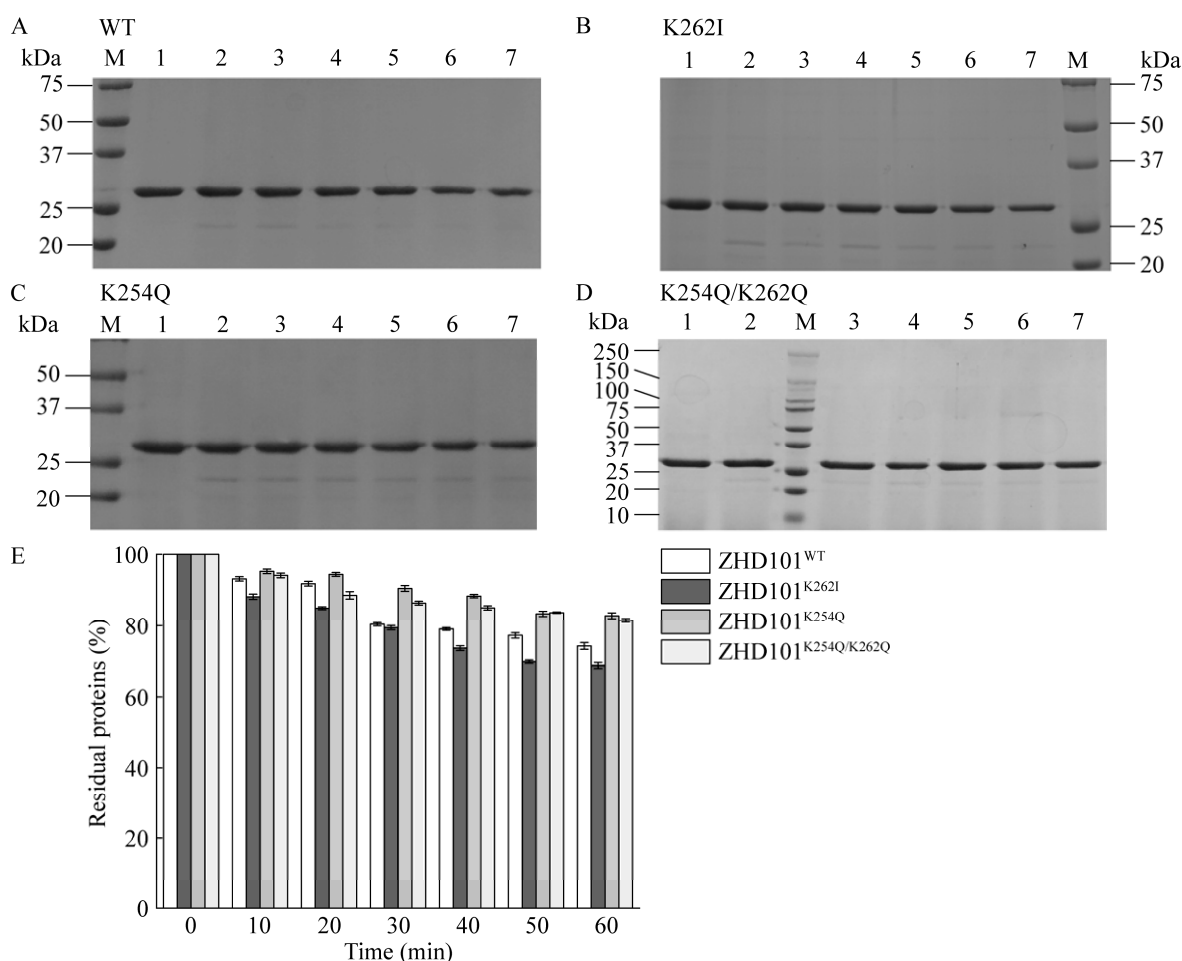 A WT
kDa M 1 2 3 4 5 6 7
75
50
37
25
20
B K262I
1 2 3 4 5 6 7 M kDa
75
50
37
25
20
C K254Q
kDa M 1 2 3 4 5 6 7
50
37
25
20
D K254Q/K262Q
kDa 1 2 M 3 4 5 6 7
250
150
100
75
50
37
25
20
10
E
Residual proteins (%)
100
80
60
40
20
0
0 10 20 30 40 50 60
Time (min)
ZHD101WT
ZHD101K262I
ZHD101K254Q
ZHD101K254Q/K262Q